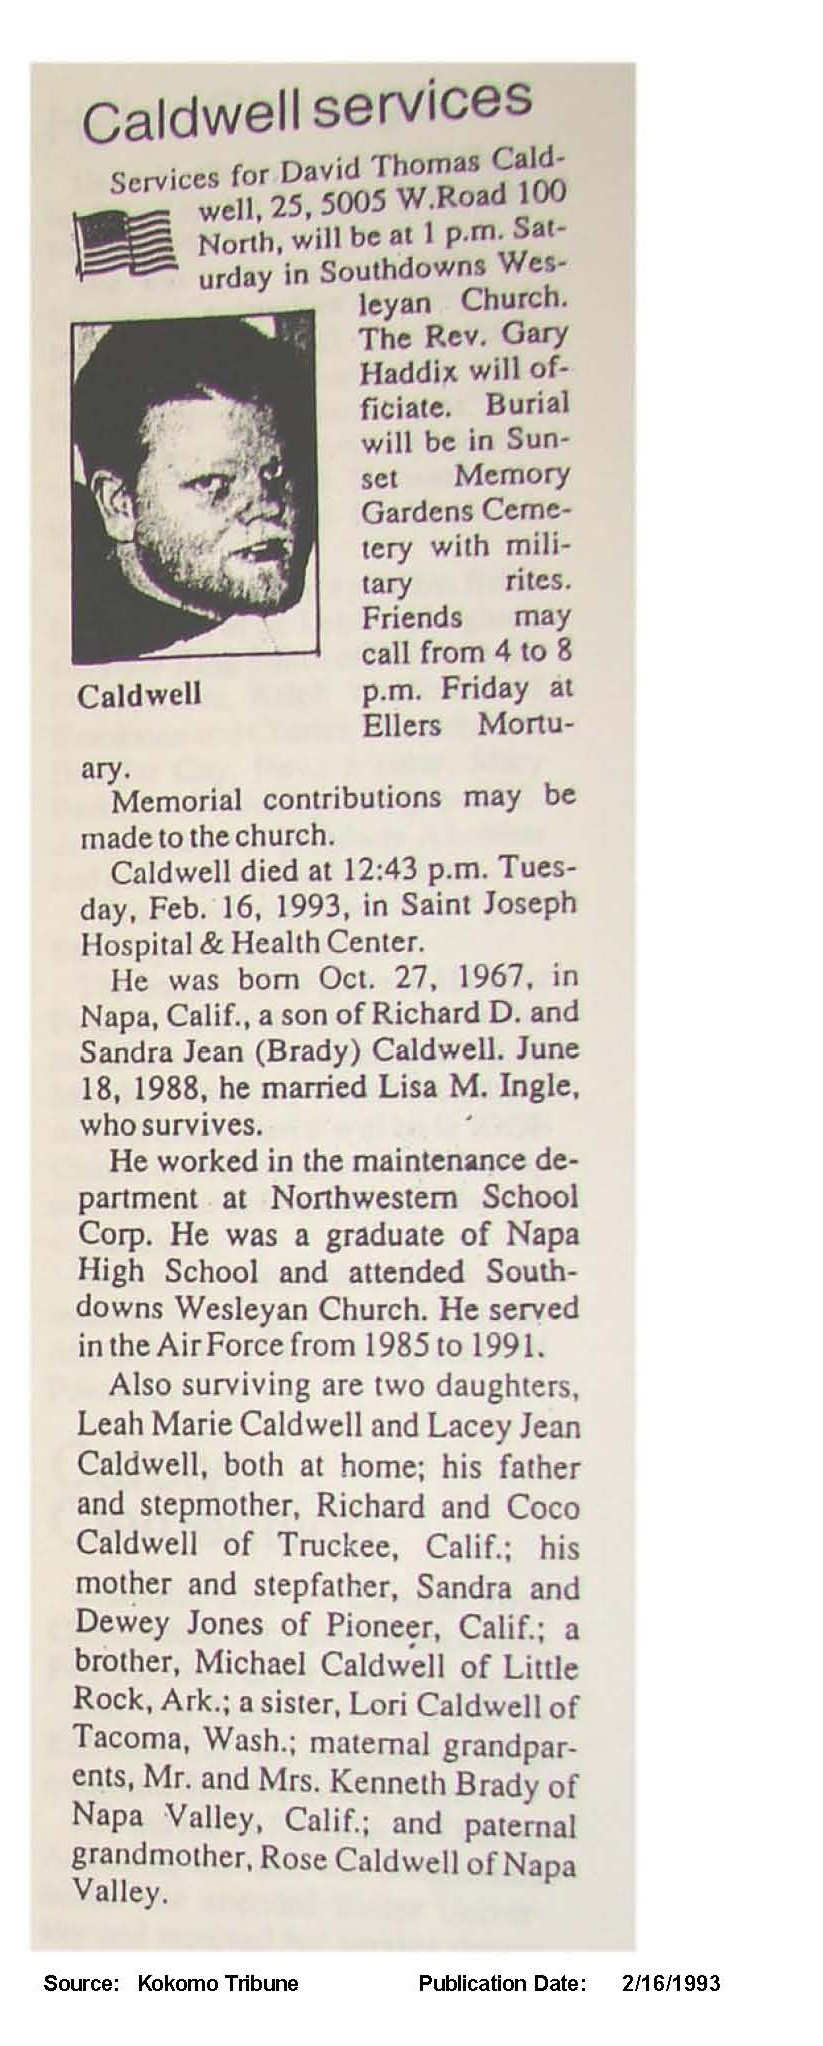 Caldwell services
Services for David Thomas Cald-
well, 25, 5005 W.Road 100
North, will be at 1 p.m. Sat-
urday in Southdowns Wes-
leyan Church.
The Rev. Gary
Haddix will of-
ficiate. Burial
will be in Sun-
set Memory
Gardens Ceme-
tery with mili-
tary rites.
Friends may
call from 4 to 8
p.m. Friday at
Ellers Mortu-
Caldwell
ary.
Memorial contributions may be
made to the church.
Caldwell died at 12:43 p.m. Tues-
day, Feb. 16, 1993, in Saint Joseph
Hospital & Health Center.
He was born Oct. 27, 1967, in
Napa, Calif., a son of Richard D. and
Sandra Jean (Brady) Caldwell. June
18, 1988, he married Lisa M. Ingle,
who survives.
He worked in the maintenance de-
partment at Northwestern School
Corp. He was a graduate of Napa
High School and attended South-
downs Wesleyan Church. He served
in the Air Force from 1985 to 1991.
Also surviving are two daughters,
Leah Marie Caldwell and Lacey Jean
Caldwell, both at home; his father
and stepmother, Richard and Coco
Caldwell of Truckee, Calif.; his
mother and stepfather, Sandra and
Dewey Jones of Pioneer, Calif.; a
brother, Michael Caldwell of Little
Rock, Ark.; a sister, Lori Caldwell of
Tacoma, Wash.; maternal grandpar-
ents, Mr. and Mrs. Kenneth Brady of
Napa Valley, Calif.; and paternal
grandmother, Rose Caldwell of Napa
Valley.
Source: Kokomo Tribune Publication Date: 2/16/1993